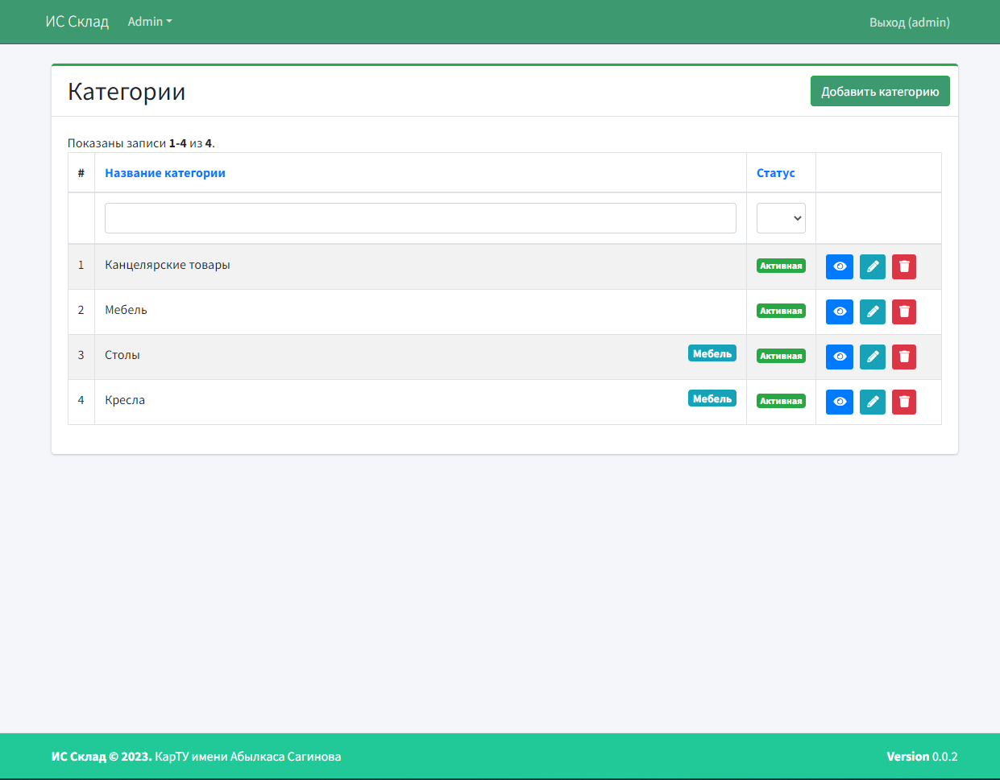 ИС Склад Admin Выход (admin)
Категории Добавить категорию
Показаны записи 1-4 из 4.
# Название категории Статус
1 Канцелярские товары Активная
2 Мебель Активная
3 Столы Мебель Активная
4 Кресла Мебель Активная
ИС Склад © 2023. КарТУ имени Абылкаса Сагинова Version 0.0.2